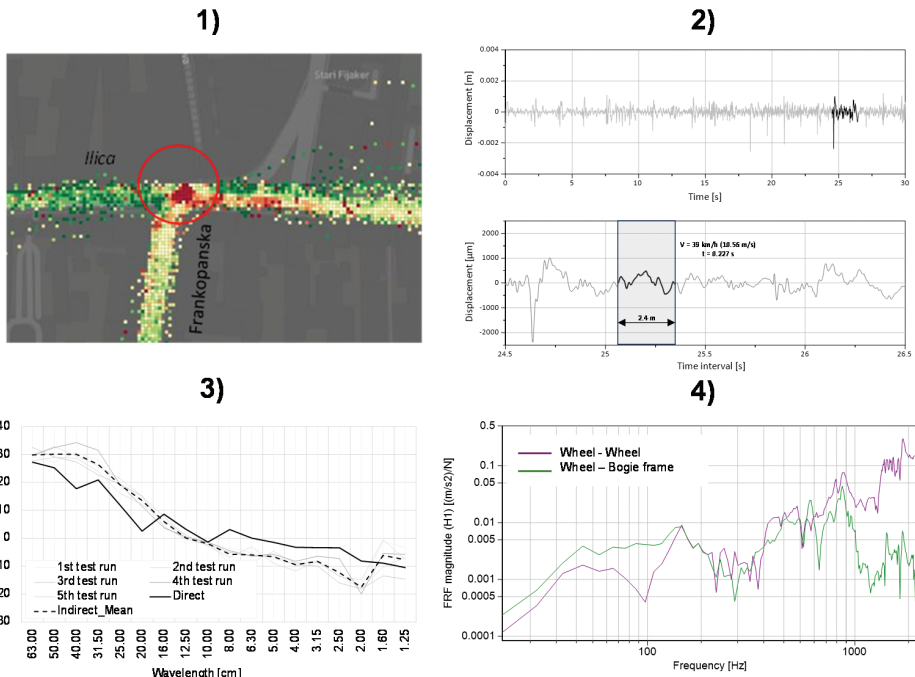 1)
Stari Fijaker
Ilica
Frankopanska
2)
0.004
0.002
0
-0.002
-0.004
Displacement [m]
0
5
10
15
20
25
30
Time [s]
2000
1000
0
-1000
-2000
Displacement [µm]
V = 39 km/h (10.56 m/s)
t = 0.227 s
2.4 m
24.5
25
25.5
26
26.5
Time interval [s]
3)
40
30
20
10
0
10
20
30
1st test run
2nd test run
3rd test run
4th test run
5th test run
Direct
Indirect_Mean
63.00
50.00
40.00
31.50
25.00
20.00
16.00
12.50
10.00
8.00
6.30
5.00
4.00
3.15
2.50
2.00
1.60
1.25
Wavelength [cm]
4)
0.5
0.1
0.05
0.01
0.005
0.001
0.0005
0.0001
FRF magnitude (H1) [(m/s2)/N]
Wheel - Wheel
Wheel – Bogie frame
100
1000
Frequency [Hz]